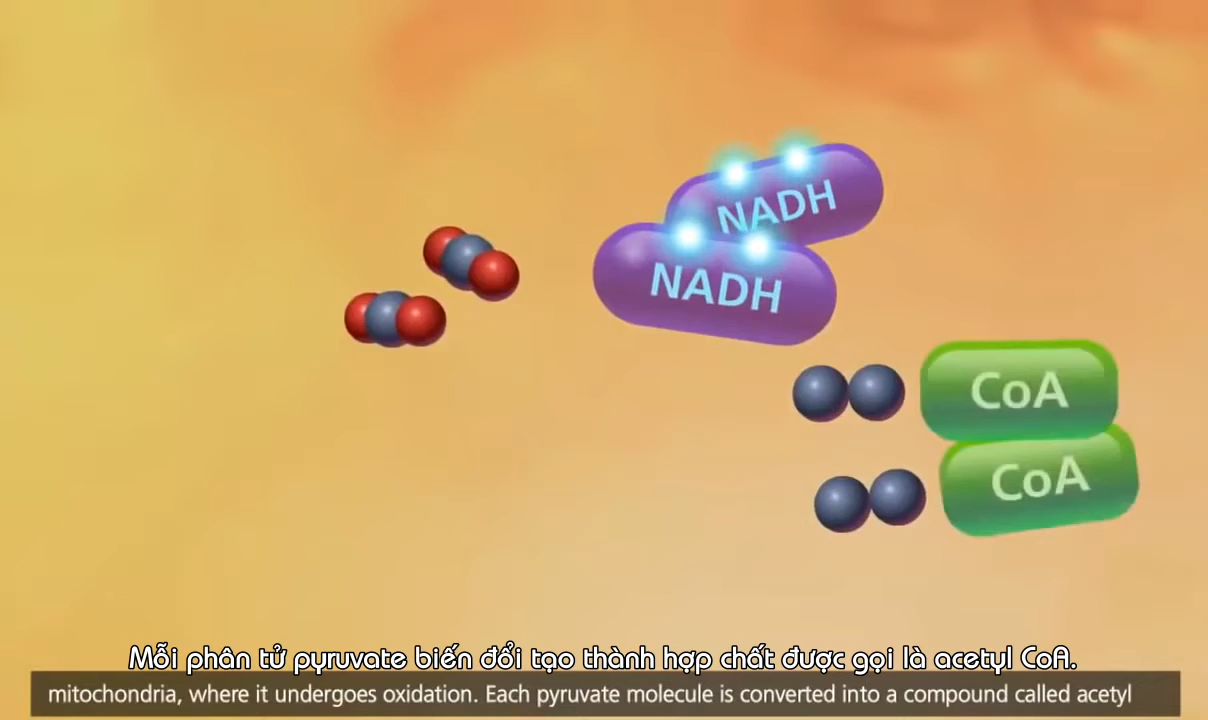 NADH
NADH
CoA
CoA
Mỗi phân tử pyruvate biến đổi tạo thành hợp chất được gọi là acetyl CoA.
mitochondria, where it undergoes oxidation. Each pyruvate molecule is converted into a compound called acetyl